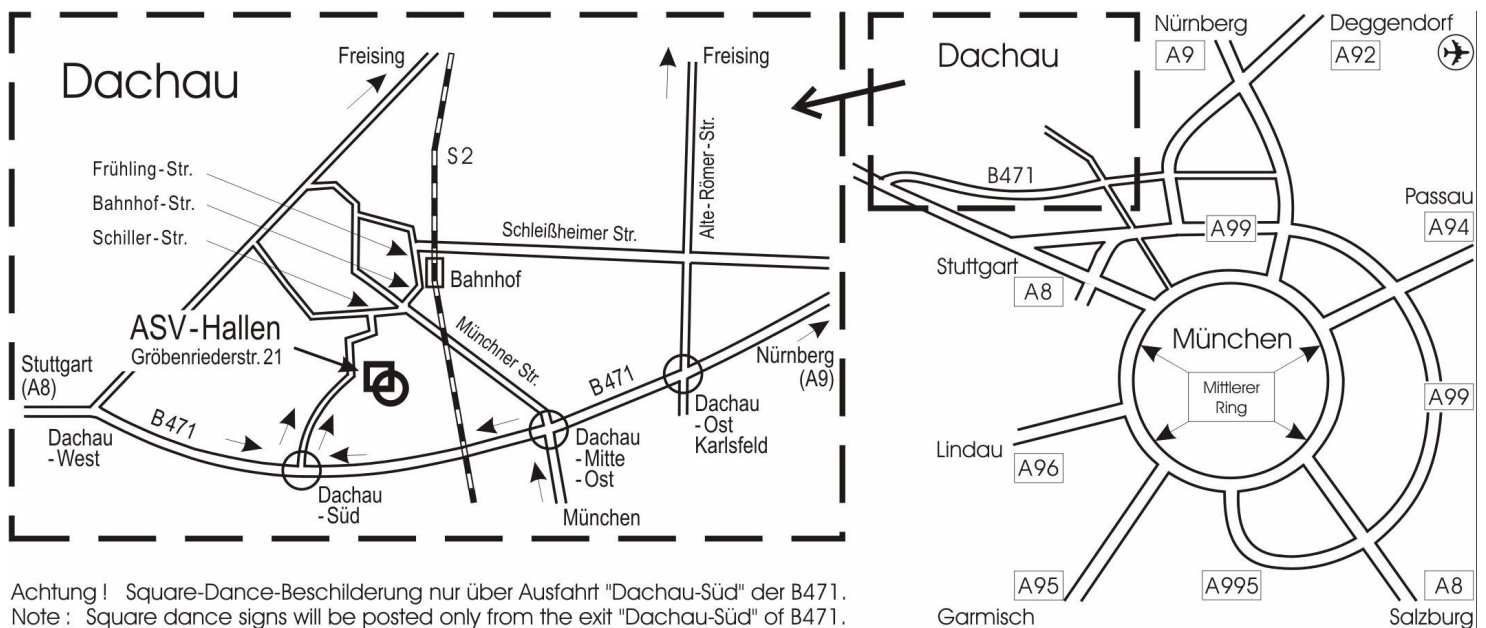 Dachau
Freising
S2
Freising
Alte-Römer-Str.
Frühling-Str.
Bahnhof-Str.
Schiller-Str.
Schleißheimer Str.
Bahnhof
ASV-Hallen
Gröbenriederstr. 21
Münchner Str.
Stuttgart
(A8)
B471
Nürnberg
(A9)
B471
Dachau
-West
Dachau
-Süd
Dachau
-Mitte
-Ost
Dachau
-Ost
Karlsfeld
München
Dachau
Nürnberg
A9
Deggendorf
A92
B471
Passau
A94
A99
Stuttgart
A8
München
Mittlerer
Ring
A99
Lindau
A96
A95
Garmisch
A995
A8
Salzburg
Achtung ! Square-Dance-Beschilderung nur über Ausfahrt "Dachau-Süd" der B471.
Note : Square dance signs will be posted only from the exit "Dachau-Süd" of B471.